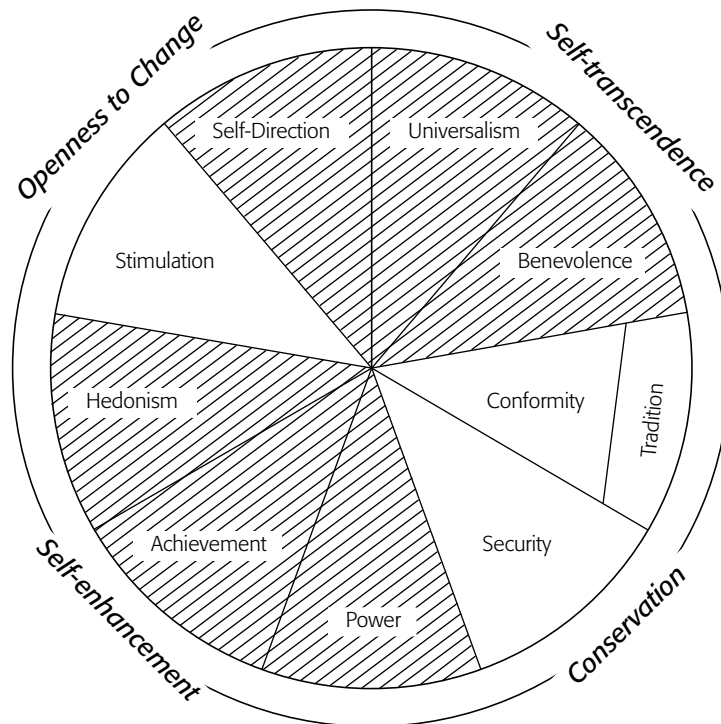 Openness to Change
Self-transcendence
Self-Direction
Universalism
Stimulation
Benevolence
Hedonism
Conformity
Tradition
Achievement
Security
Power
Self-enhancement
Conservation